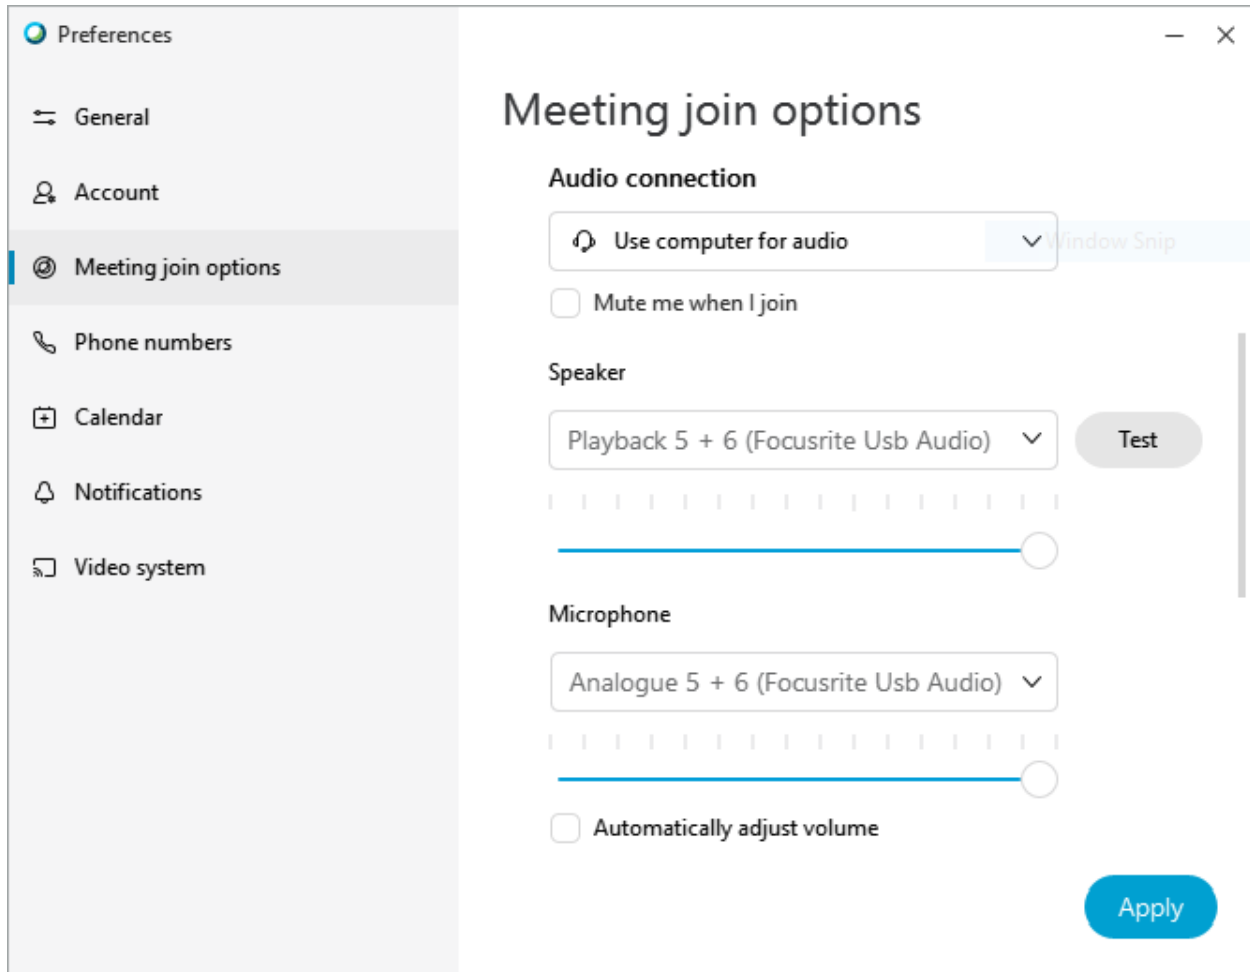 Preferences
General
Account
Meeting join options
Phone numbers
Calendar
Notifications
Video system
Meeting join options
Audio connection
Use computer for audio
Window Snip
Mute me when I join
Speaker
Playback 5 + 6 (Focusrite Usb Audio)
Test
Microphone
Analogue 5 + 6 (Focusrite Usb Audio)
Automatically adjust volume
Apply